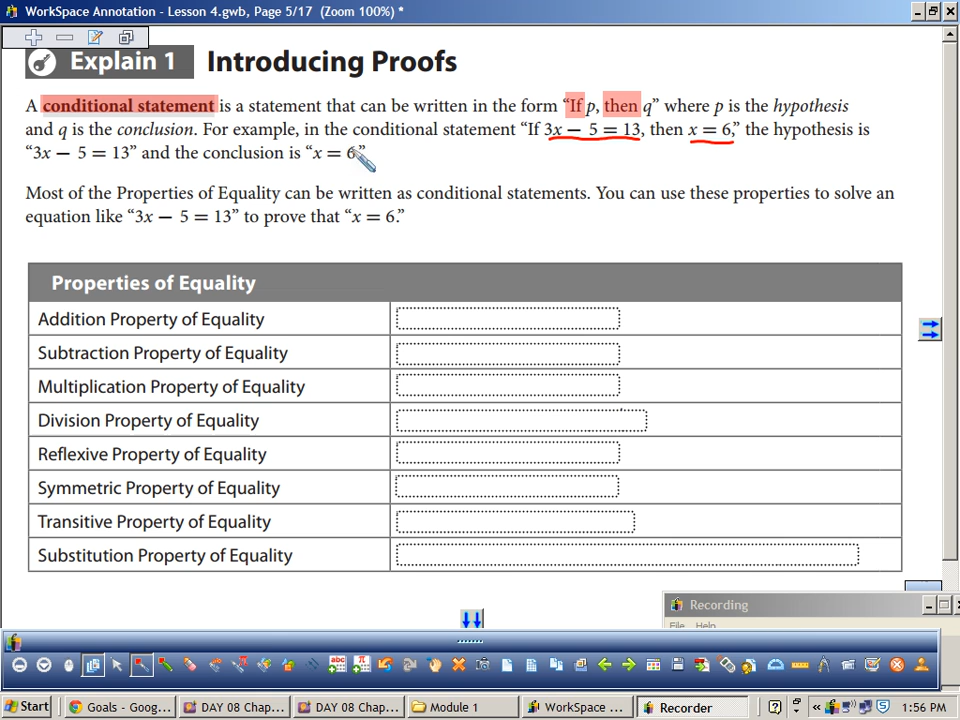 WorkSpace Annotation - Lesson 4.gwb, Page 5/17 (Zoom 100%) *
Explain 1 Introducing Proofs
A conditional statement is a statement that can be written in the form “If p, then q” where p is the hypothesis
and q is the conclusion. For example, in the conditional statement “If 3x − 5 = 13, then x = 6,” the hypothesis is
“3x − 5 = 13” and the conclusion is “x = 6”
Most of the Properties of Equality can be written as conditional statements. You can use these properties to solve an
equation like “3x − 5 = 13” to prove that “x = 6.”
Properties of Equality
Addition Property of Equality
Subtraction Property of Equality
Multiplication Property of Equality
Division Property of Equality
Reflexive Property of Equality
Symmetric Property of Equality
Transitive Property of Equality
Substitution Property of Equality
Recording
File Help
abc
π
Start
Goals - Goog...
DAY 08 Chap...
DAY 08 Chap...
Module 1
WorkSpace ...
Recorder
«
1:56 PM